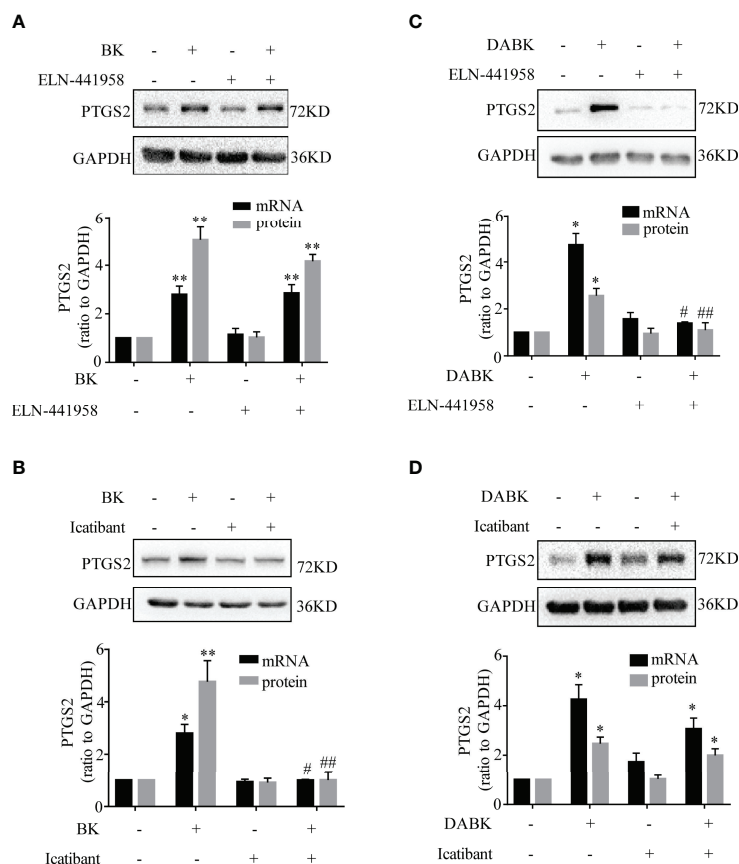 A
BK - + - +
ELN-441958 - - + +
PTGS2 72KD
GAPDH 36KD
mRNA
protein
PTGS2
(ratio to GAPDH)
6
4
2
0
** ** ** **
BK - + - +
ELN-441958 - - + +
B
BK - + - +
Icatibant - - + +
PTGS2 72KD
GAPDH 36KD
mRNA
protein
PTGS2
(ratio to GAPDH)
6
4
2
0
* ** # ##
BK - + - +
Icatibant - - + +
C
DABK - + - +
ELN-441958 - - + +
PTGS2 72KD
GAPDH 36KD
mRNA
protein
PTGS2
(ratio to GAPDH)
6
4
2
0
* * # ##
DABK - + - +
ELN-441958 - - + +
D
DABK - + - +
Icatibant - - + +
PTGS2 72KD
GAPDH 36KD
mRNA
protein
PTGS2
(ratio to GAPDH)
6
4
2
0
* * * *
DABK - + - +
Icatibant - - + +